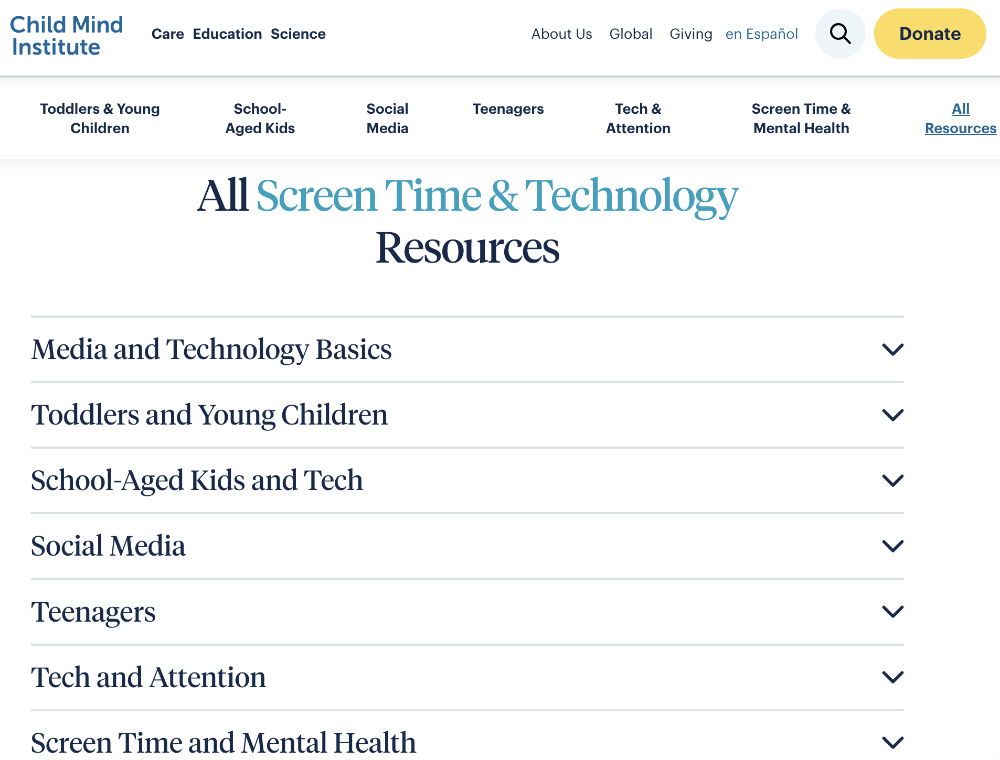 Child Mind
Institute
Care Education Science
About Us Global Giving en Español
Donate
Toddlers & Young
Children
School-
Aged Kids
Social
Media
Teenagers
Tech &
Attention
Screen Time &
Mental Health
All
Resources
All Screen Time & Technology
Resources
Media and Technology Basics
Toddlers and Young Children
School-Aged Kids and Tech
Social Media
Teenagers
Tech and Attention
Screen Time and Mental Health